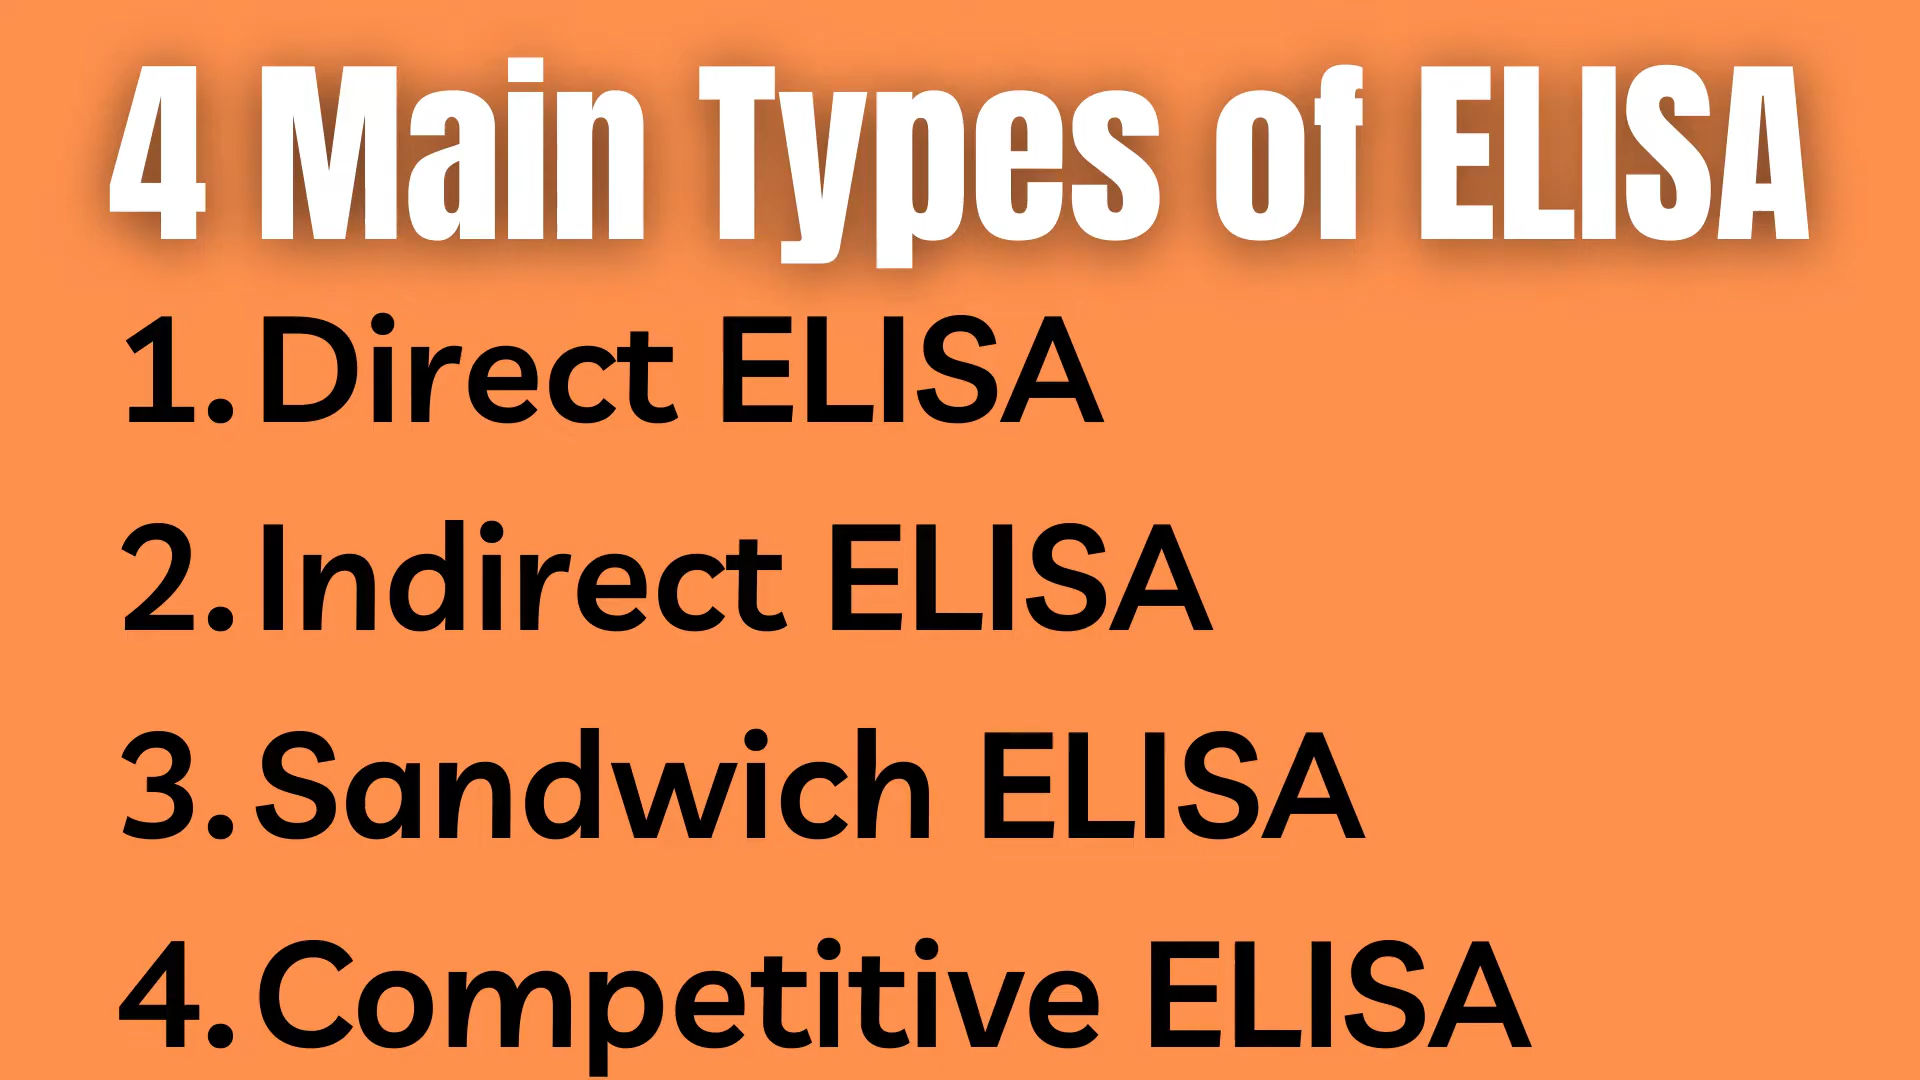 4 Main Types of ELISA
1. Direct ELISA
2. Indirect ELISA
3. Sandwich ELISA
4. Competitive ELISA